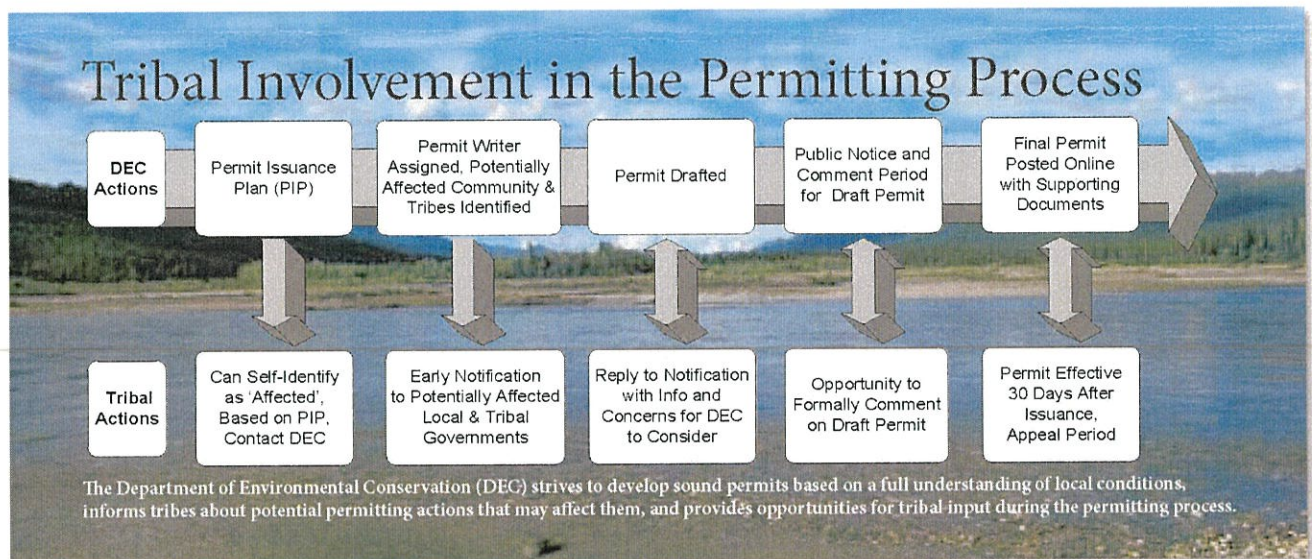 Tribal Involvement in the Permitting Process
DEC
Actions
Permit Issuance
Plan (PIP)
Permit Writer
Assigned, Potentially
Affected Community &
Tribes Identified
Permit Drafted
Public Notice and
Comment Period
for Draft Permit
Final Permit
Posted Online
with Supporting
Documents
Tribal
Actions
Can Self-Identify
as 'Affected',
Based on PIP,
Contact DEC
Early Notification
to Potentially Affected
Local & Tribal
Governments
Reply to Notification
with Info and
Concerns for DEC
to Consider
Opportunity to
Formally Comment
on Draft Permit
Permit Effective
30 Days After
Issuance,
Appeal Period
The Department of Environmental Conservation (DEC) strives to develop sound permits based on a full understanding of local conditions,
informs tribes about potential permitting actions that may affect them, and provides opportunities for tribal input during the permitting process.